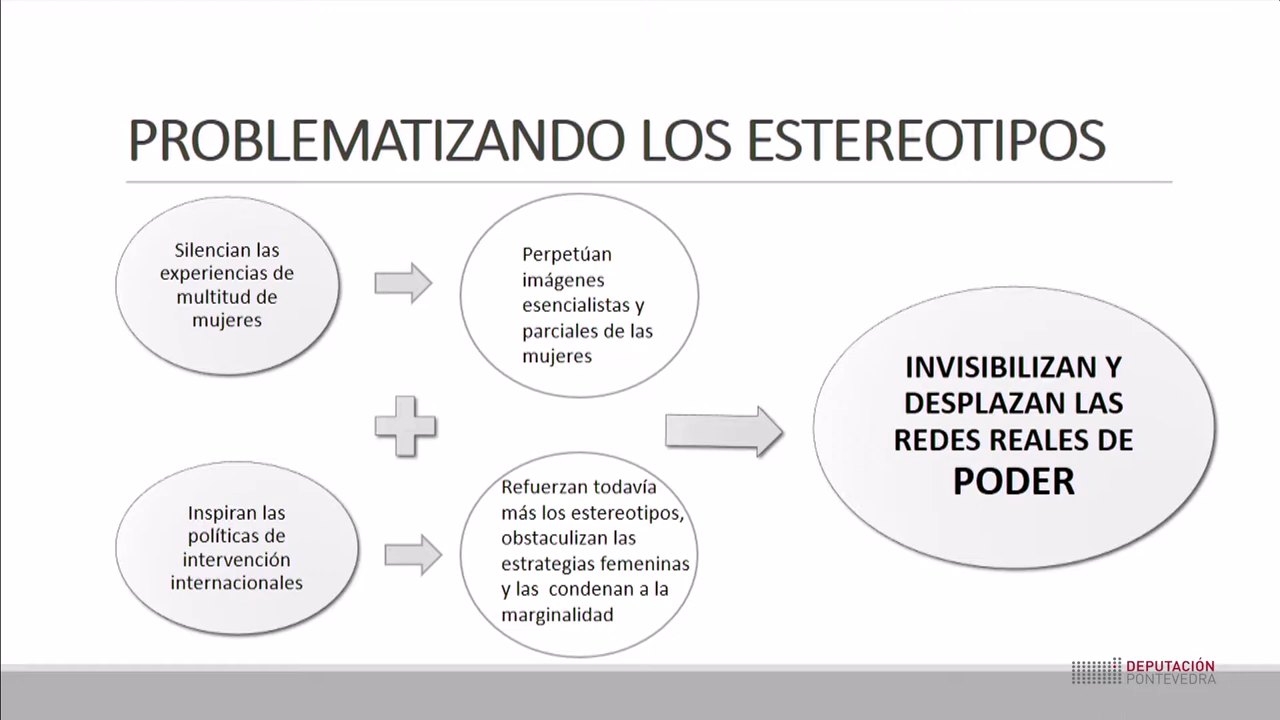 PROBLEMATIZANDO LOS ESTEREOTIPOS
Silencian las
experiencias de
multitud de
mujeres
Perpetúan
imágenes
esencialistas y
parciales de las
mujeres
Inspiran las
políticas de
intervención
internacionales
Refuerzan todavía
más los estereotipos,
obstaculizan las
estrategias femeninas
y las condenan a la
marginalidad
INVISIBILIZAN Y
DESPLAZAN LAS
REDES REALES DE
PODER
DEPUTACIÓN
PONTEVEDRA